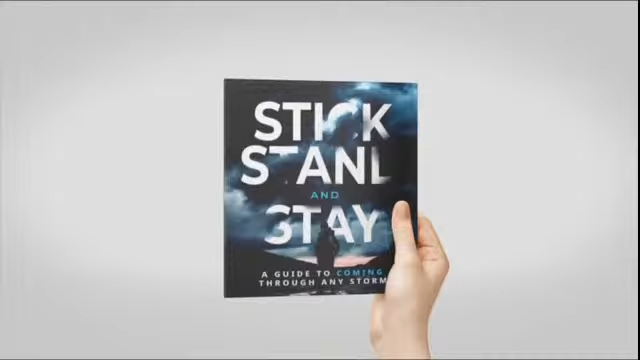 STICK
STAND
AND
STAY
A GUIDE TO COMING
THROUGH ANY STORM